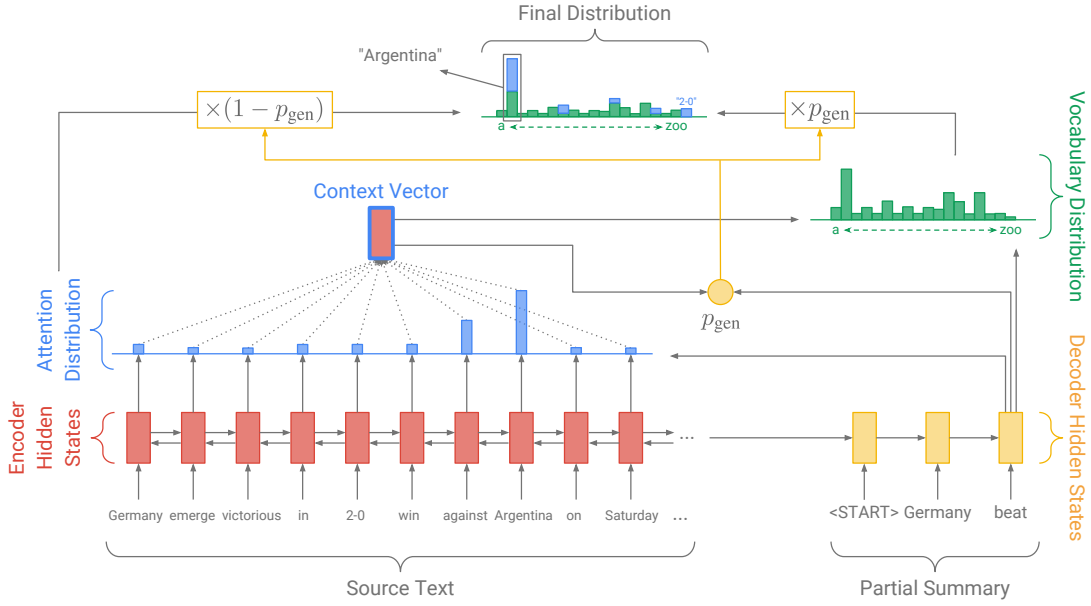 Final Distribution
"Argentina"
×(1 − p_gen)
"2-0"
a
zoo
×p_gen
Context Vector
Vocabulary Distribution
a
zoo
Attention
Distribution
p_gen
Encoder
Hidden
States
...
Decoder Hidden States
Germany emerge victorious in 2-0 win against Argentina on Saturday ...
<START> Germany beat
Source Text
Partial Summary